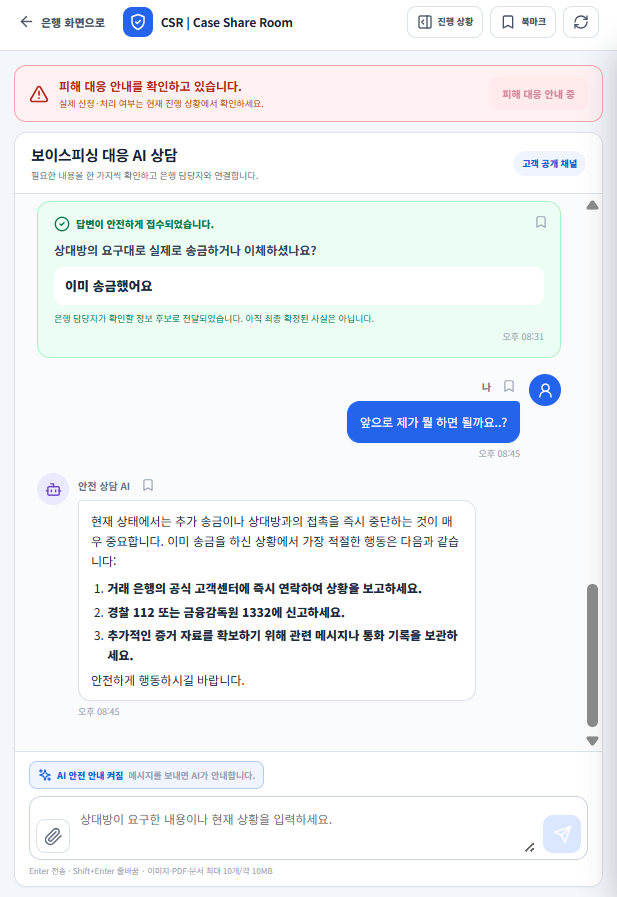 은행 화면으로
CSR | Case Share Room
진행 상황
북마크
피해 대응 안내를 확인하고 있습니다.
실제 신청·처리 여부는 현재 진행 상황에서 확인하세요.
피해 대응 안내 중
보이스피싱 대응 AI 상담
필요한 내용을 한 가지씩 확인하고 은행 담당자와 연결합니다.
고객 공개 채널
답변이 안전하게 접수되었습니다.
상대방의 요구대로 실제로 송금하거나 이체하셨나요?
이미 송금했어요
은행 담당자가 확인할 정보 후보로 전달되었습니다. 아직 최종 확정된 사실은 아닙니다.
오후 08:31
나
앞으로 제가 뭘 하면 될까요..?
오후 08:45
안전 상담 AI
현재 상태에서는 추가 송금이나 상대방과의 접촉을 즉시 중단하는 것이 매
우 중요합니다. 이미 송금을 하신 상황에서 가장 적절한 행동은 다음과 같습
니다:
1. 거래 은행의 공식 고객센터에 즉시 연락하여 상황을 보고하세요.
2. 경찰 112 또는 금융감독원 1332에 신고하세요.
3. 추가적인 증거 자료를 확보하기 위해 관련 메시지나 통화 기록을 보관하
세요.
안전하게 행동하시길 바랍니다.
오후 08:45
AI 안전 안내 켜짐 메시지를 보내면 AI가 안내합니다.
상대방이 요구한 내용이나 현재 상황을 입력하세요.
Enter 전송 · Shift+Enter 줄바꿈 · 이미지·PDF·문서 최대 10개/각 10MB